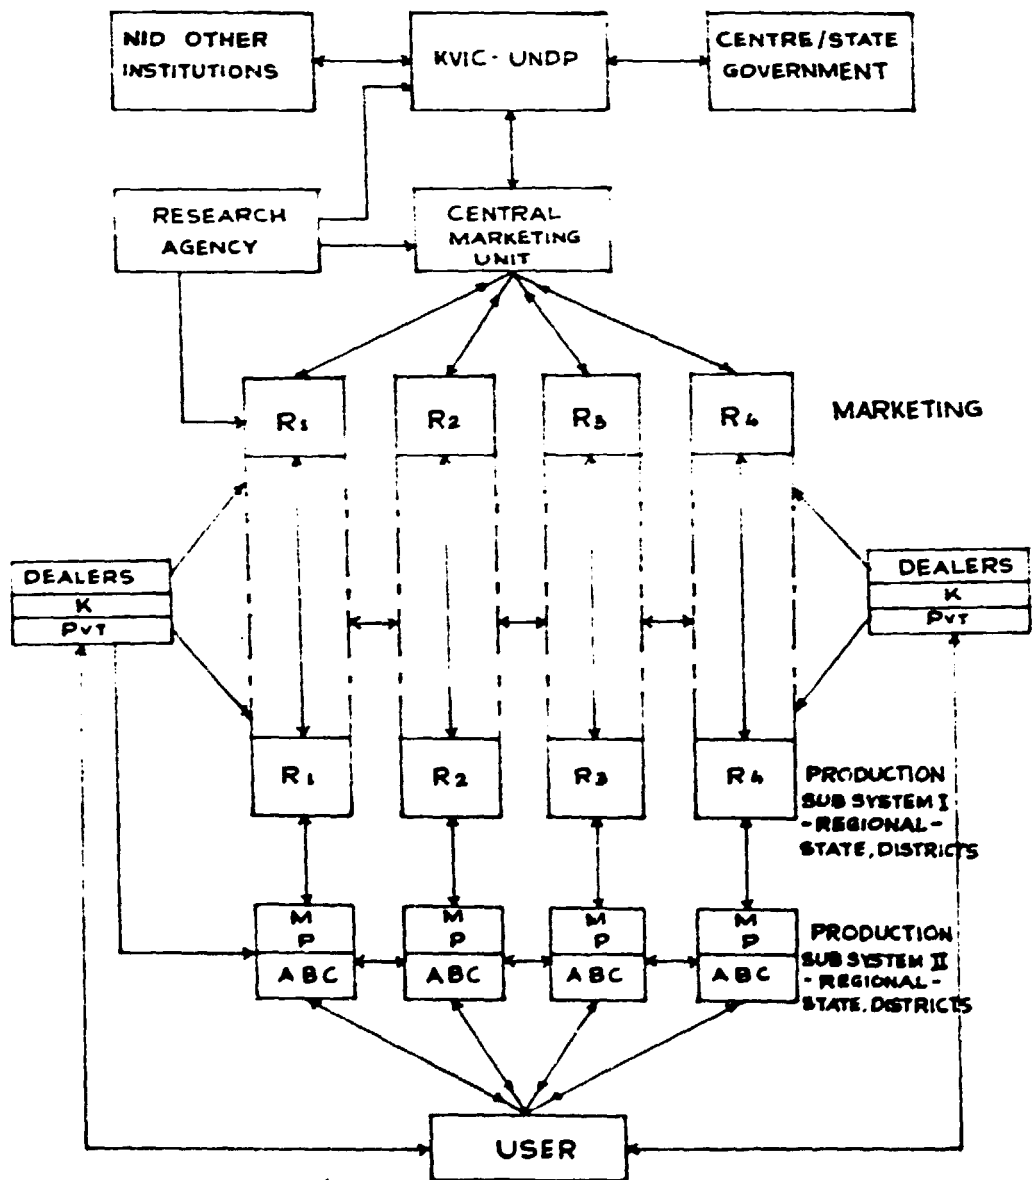 NID OTHER
INSTITUTIONS
KVIC - UNDP
CENTRE/STATE
GOVERNMENT
RESEARCH
AGENCY
CENTRAL
MARKETING
UNIT
R1
R2
R3
R4
MARKETING
DEALERS
K
PVT
DEALERS
K
PVT
R1
R2
R3
R4
PRODUCTION
SUB SYSTEM I
- REGIONAL -
STATE, DISTRICTS
M
P
ABC
M
P
ABC
M
P
ABC
M
P
ABC
PRODUCTION
SUB SYSTEM II
- REGIONAL -
STATE. DISTRICTS
USER